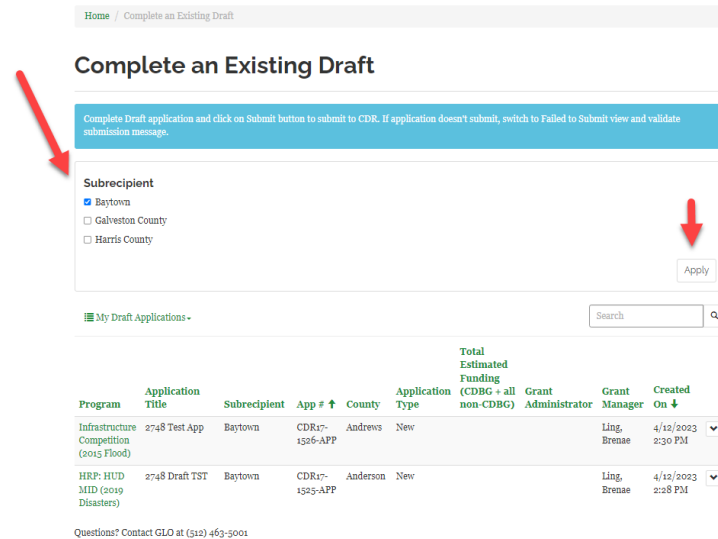 Home / Complete an Existing Draft
Complete an Existing Draft
Complete Draft application and click on Submit button to submit to CDR. If application doesn't submit, switch to Failed to Submit view and validate
submission message.
Subrecipient
Baytown
Galveston County
Harris County
Apply
My Draft Applications
Search
Program Application Title Subrecipient App # ↑ County Application Type Total Estimated Funding (CDBG + all non-CDBG) Grant Administrator Grant Manager Created On ↓
Infrastructure Competition (2015 Flood) 2748 Test App Baytown CDR17-1526-APP Andrews New Ling, Brenae 4/12/2023 2:30 PM
HRP: HUD MID (2019 Disasters) 2748 Draft TST Baytown CDR17-1525-APP Anderson New Ling, Brenae 4/12/2023 2:28 PM
Questions? Contact GLO at (512) 463-5001